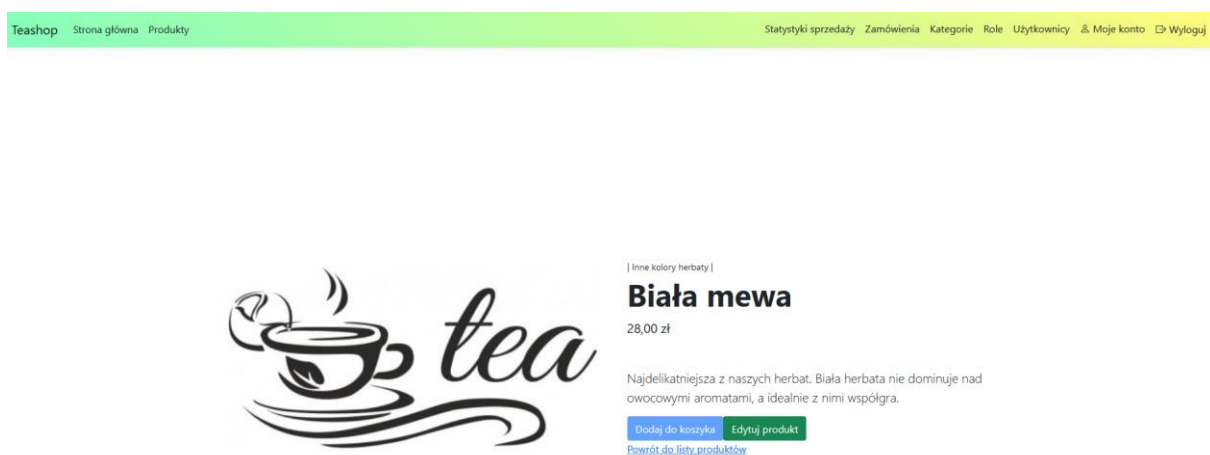 Teashop Strona główna Produkty Statystyki sprzedaży Zamówienia Kategorie Role Użytkownicy Moje konto Wyloguj
| Inne kolory herbaty |
Biała mewa
28,00 zł
tea
Najdelikatniejsza z naszych herbat. Biała herbata nie dominuje nad
owocowymi aromatami, a idealnie z nimi współgra.
Dodaj do koszyka Edytuj produkt
Powrót do listy produktów